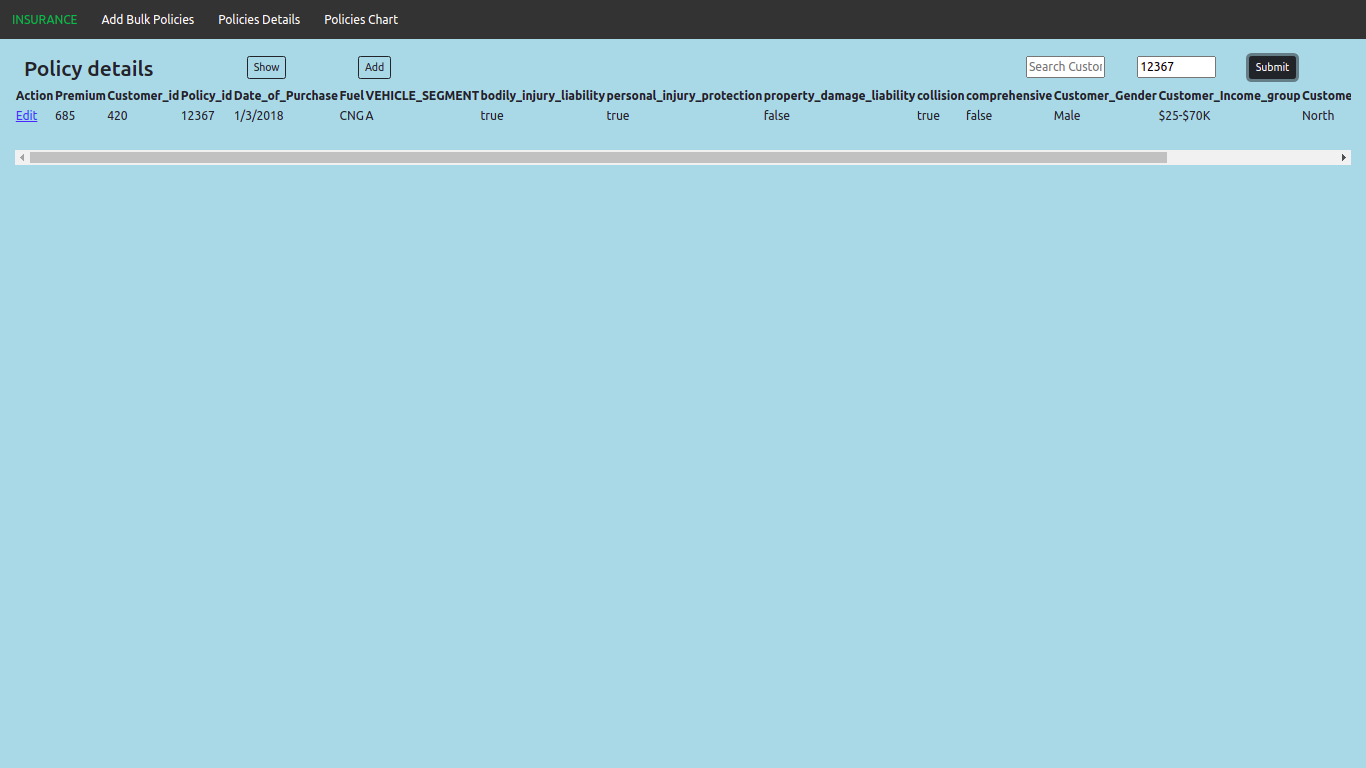 INSURANCE Add Bulk Policies Policies Details Policies Chart
Policy details Show Add Search Custor 12367 Submit
Action Premium Customer_id Policy_id Date_of_Purchase Fuel VEHICLE_SEGMENT bodily_injury_liability personal_injury_protection property_damage_liability collision comprehensive Customer_Gender Customer_Income_group Custome
Edit 685 420 12367 1/3/2018 CNG A true true false true false Male $25-$70K North